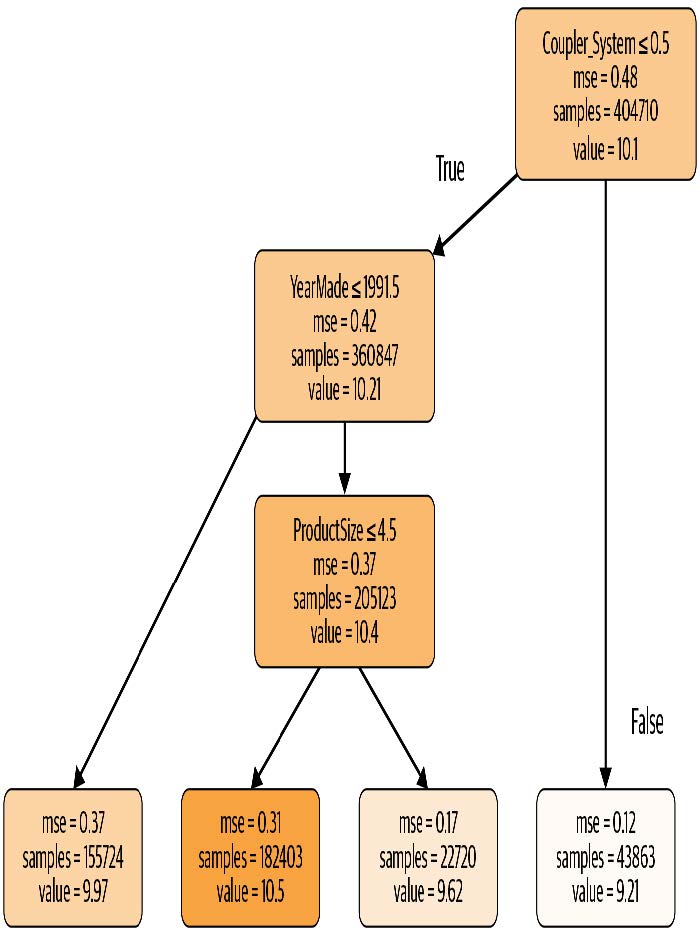 Coupler_System ≤ 0.5
mse = 0.48
samples = 404710
value = 10.1
True
YearMade ≤ 1991.5
mse = 0.42
samples = 360847
value = 10.21
ProductSize ≤ 4.5
mse = 0.37
samples = 205123
value = 10.4
False
mse = 0.37
samples = 155724
value = 9.97
mse = 0.31
samples = 182403
value = 10.5
mse = 0.17
samples = 22720
value = 9.62
mse = 0.12
samples = 43863
value = 9.21